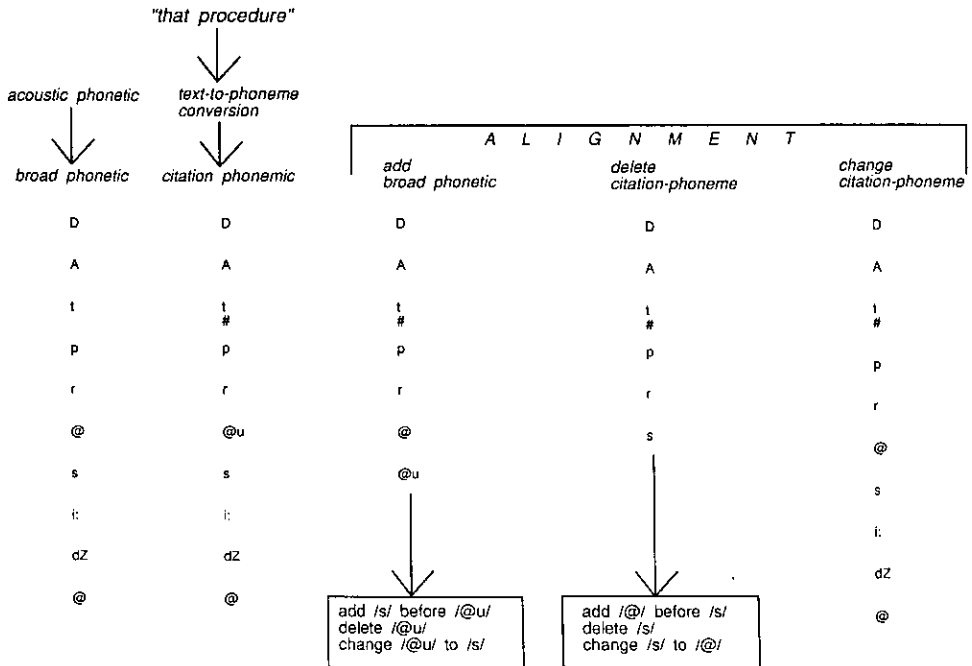 "that procedure"
acoustic phonetic
text-to-phoneme
conversion
broad phonetic
citation phonemic
A L I G N M E N T
add
broad phonetic
delete
citation-phoneme
change
citation-phoneme
D
A
t
p
r
@
s
i:
dZ
@
D
A
t
#
p
r
@u
s
i:
dZ
@
D
A
t
#
p
r
@
@u
add /s/ before /@u/
delete /@u/
change /@u/ to /s/
D
A
t
#
p
r
s
add /@/ before /s/
delete /s/
change /s/ to /@/
D
A
t
#
p
r
@
s
i:
dZ
@